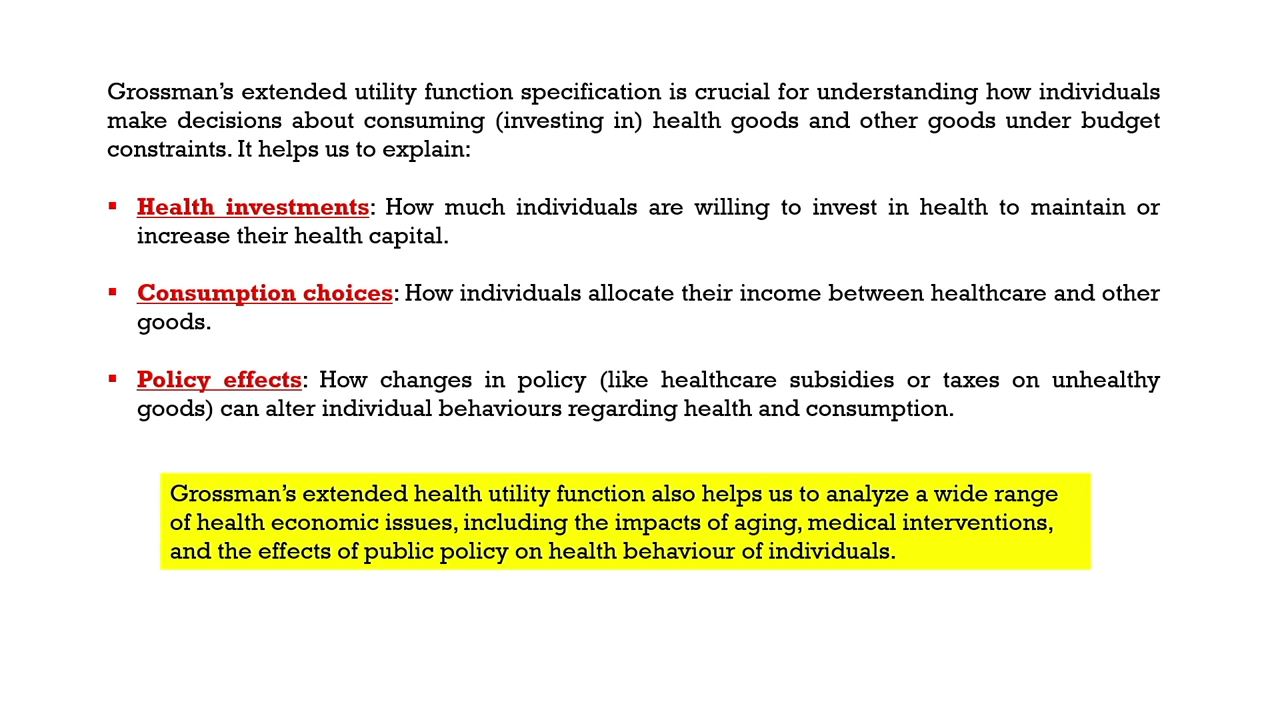 Grossman’s extended utility function specification is crucial for understanding how individuals
make decisions about consuming (investing in) health goods and other goods under budget
constraints. It helps us to explain:
▪ Health investments: How much individuals are willing to invest in health to maintain or
increase their health capital.
▪ Consumption choices: How individuals allocate their income between healthcare and other
goods.
▪ Policy effects: How changes in policy (like healthcare subsidies or taxes on unhealthy
goods) can alter individual behaviours regarding health and consumption.
Grossman’s extended health utility function also helps us to analyze a wide range
of health economic issues, including the impacts of aging, medical interventions,
and the effects of public policy on health behaviour of individuals.